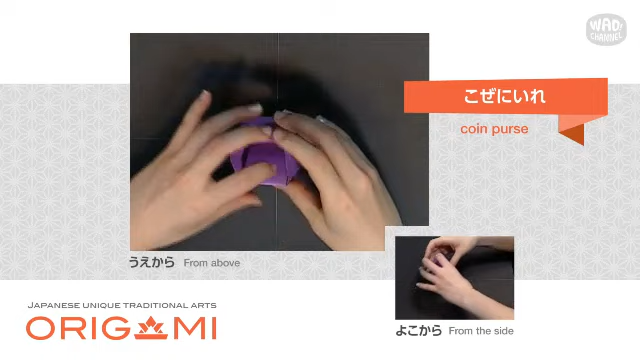 WAO!
CHANNEL
こぜにいれ
coin purse
うえから From above
よこから From the side
JAPANESE UNIQUE TRADITIONAL ARTS
ORIGAMI